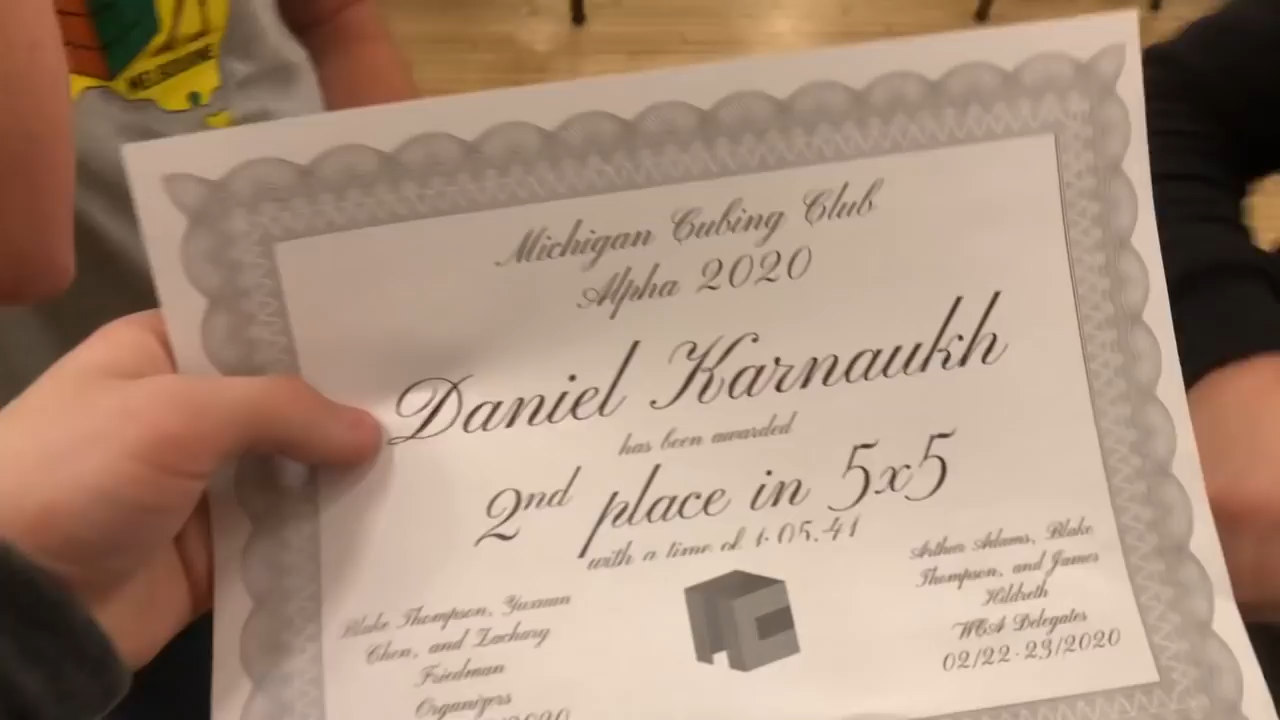 MELBOURNE
Michigan Cubing Club
Alpha 2020
Daniel Karnaukh
has been awarded
2nd place in 5x5
with a time of 1:05.41
Blake Thompson, Yuxuan
Chen, and Zachary
Friedman
Organizers
Arthur Adams, Blake
Thompson, and James
Hildreth
WCA Delegates
02/22-23/2020